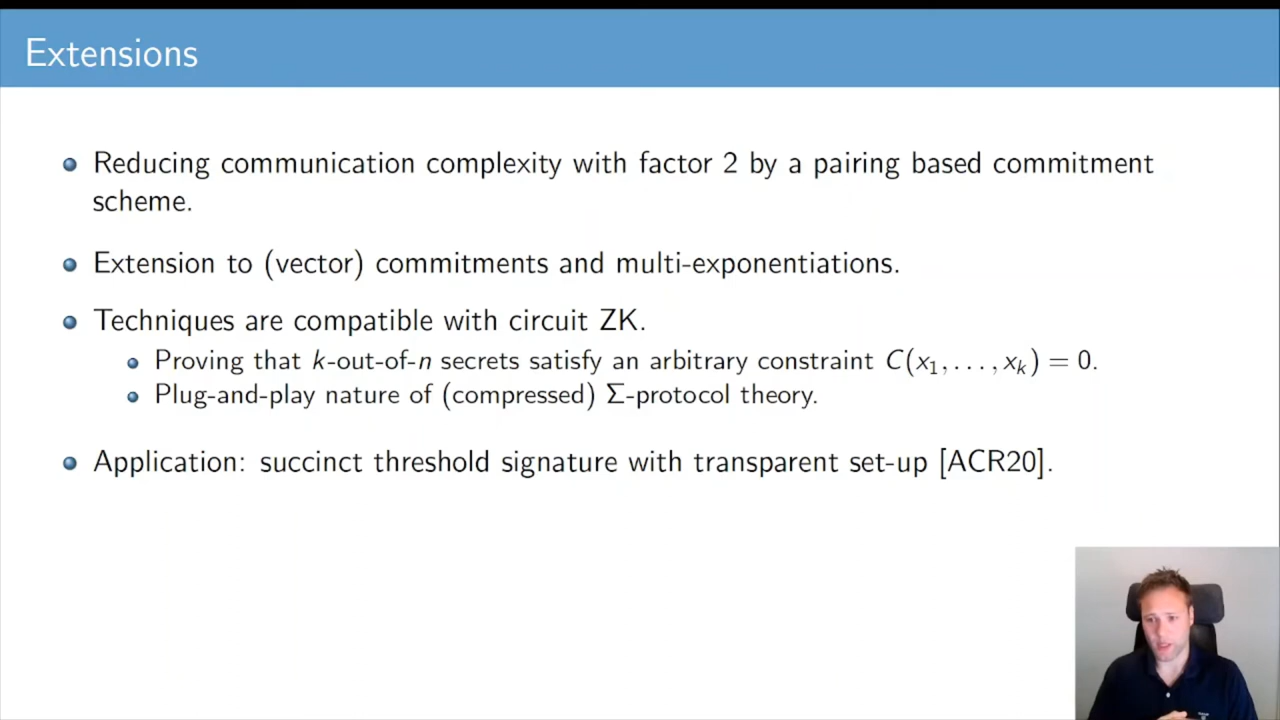 Extensions
Reducing communication complexity with factor 2 by a pairing based commitment
scheme.
Extension to (vector) commitments and multi-exponentiations.
Techniques are compatible with circuit ZK.
Proving that k-out-of-n secrets satisfy an arbitrary constraint C(x₁, . . . , xₖ) = 0.
Plug-and-play nature of (compressed) Σ-protocol theory.
Application: succinct threshold signature with transparent set-up [ACR20].